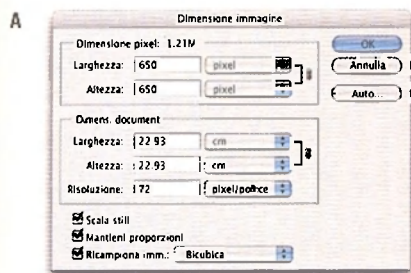 A
Dimensione immagine
Dimensione pixel: 1.21M
Larghezza: 650 pixel
Altezza: 650 pixel
OK
Annulla
Auto...
Dimens. document
Larghezza: 22.93 cm
Altezza: 22.93 cm
Risoluzione: 72 pixel/pollice
Scala stili
Mantieni proporzioni
Ricampiona imm.: Bicubica